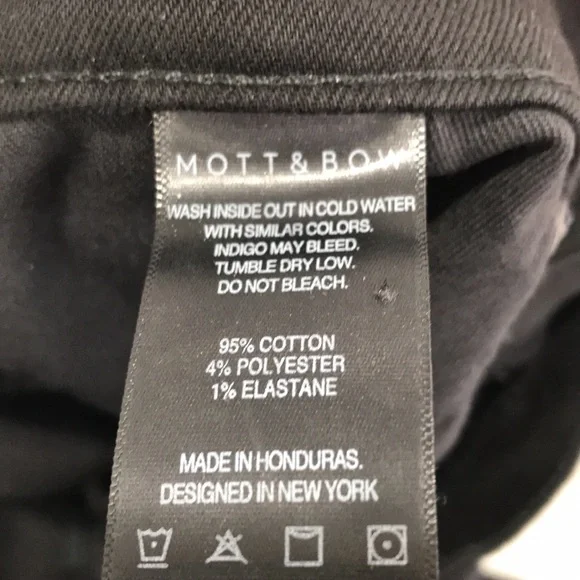 MOTT & BOW
WASH INSIDE OUT IN COLD WATER
WITH SIMILAR COLORS.
INDIGO MAY BLEED.
TUMBLE DRY LOW.
DO NOT BLEACH.
95% COTTON
4% POLYESTER
1% ELASTANE
MADE IN HONDURAS.
DESIGNED IN NEW YORK